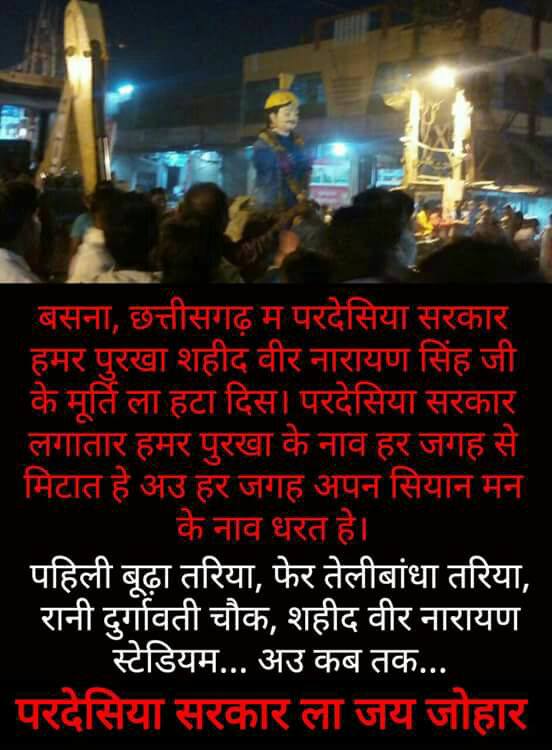 बसना, छत्तीसगढ़ म परदेसिया सरकार
हमर पुरखा शहीद वीर नारायण सिंह जी
के मूर्ति ला हटा दिस। परदेसिया सरकार
लगातार हमर पुरखा के नाव हर जगह से
मिटात हे अउ हर जगह अपन सियान मन
के नाव धरत हे।
पहिली बूढ़ा तरिया, फेर तेलीबांधा तरिया,
रानी दुर्गावती चौक, शहीद वीर नारायण
स्टेडियम... अउ कब तक...
परदेसिया सरकार ला जय जोहार